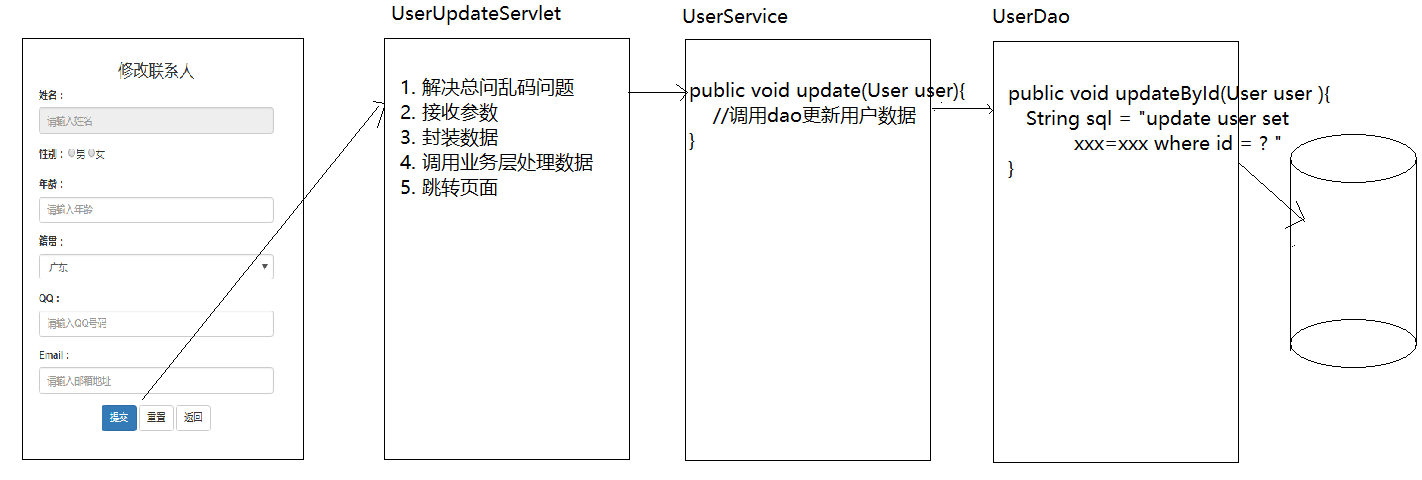 UserUpdateServlet
UserService
UserDao
修改联系人
姓名：
请输入姓名
性别： 男 女
年龄：
请输入年龄
籍贯：
广东
QQ：
请输入QQ号码
Email：
请输入邮箱地址
提交 重置 返回
1. 解决总问乱码问题
2. 接收参数
3. 封装数据
4. 调用业务层处理数据
5. 跳转页面
public void update(User user){
//调用dao更新用户数据
}
public void updateById(User user ){
String sql = "update user set
xxx=xxx where id = ? "
}